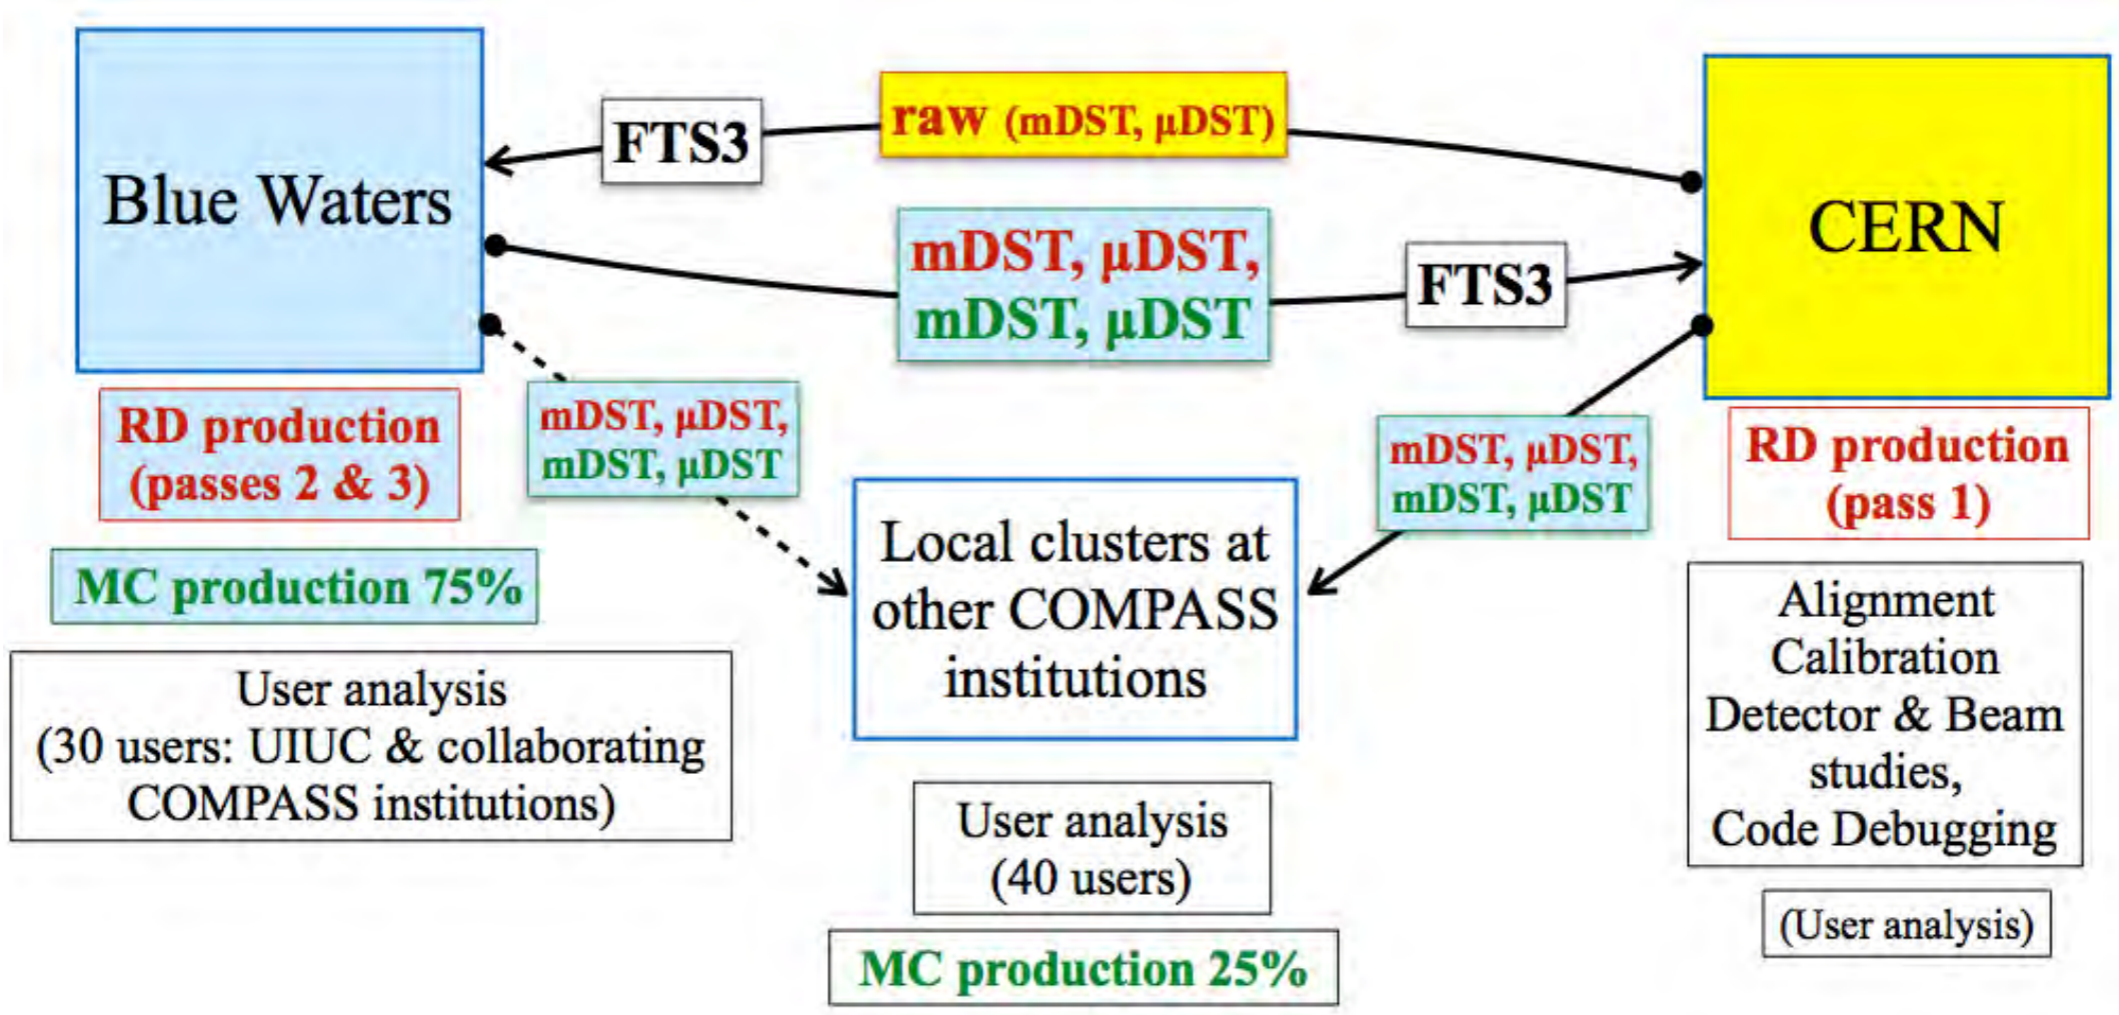 Blue Waters
FTS3
raw (mDST, μDST)
CERN
mDST, μDST,
mDST, μDST
FTS3
RD production
(passes 2 & 3)
mDST, μDST,
mDST, μDST
mDST, μDST,
mDST, μDST
RD production
(pass 1)
MC production 75%
Local clusters at
other COMPASS
institutions
User analysis
(30 users: UIUC & collaborating
COMPASS institutions)
Alignment
Calibration
Detector & Beam
studies,
Code Debugging
User analysis
(40 users)
(User analysis)
MC production 25%